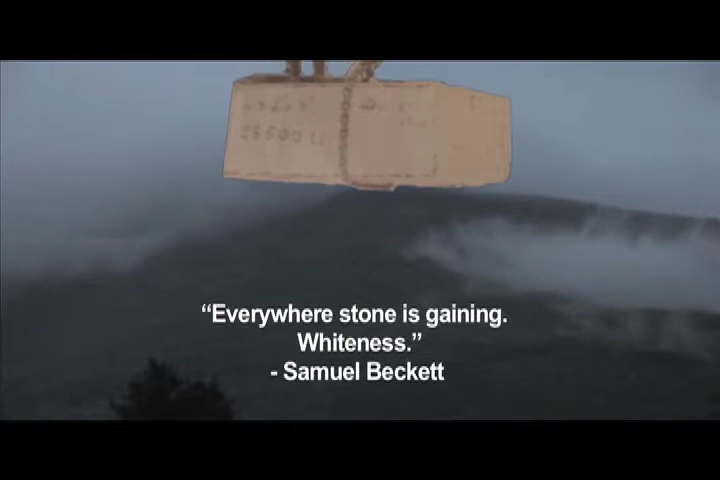 “Everywhere stone is gaining.
Whiteness.”
- Samuel Beckett